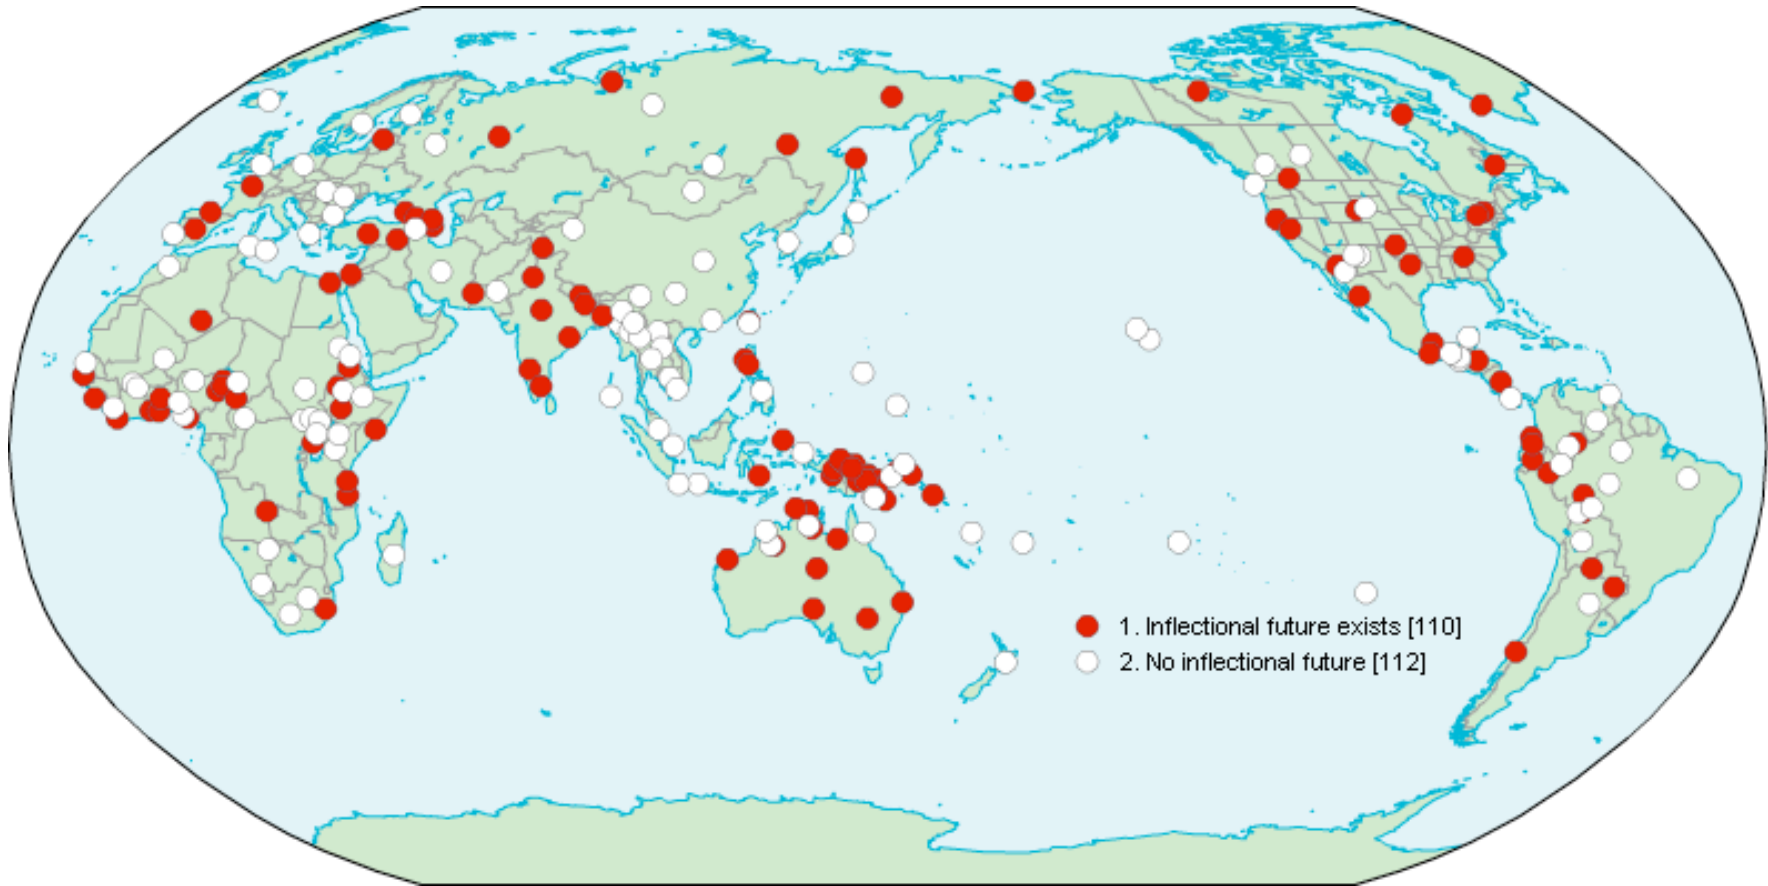 1. Inflectional future exists [110]
2. No inflectional future [112]